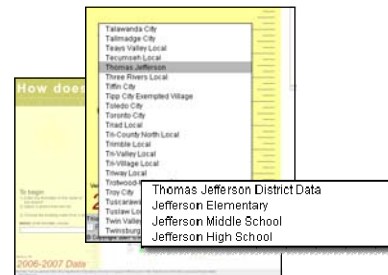 How does
To begin
2006-2007 Data
Talawanda City
Tallmadge City
Teays Valley Local
Tecumseh Local
Thomas Jefferson
Three Rivers Local
Tiffin City
Tipp City Exempted Village
Toledo City
Toronto City
Triad Local
Tri-County North Local
Trimble Local
Tri-Valley Local
Tri-Village Local
Triway Local
Trotwood-M
Troy City
Tuscarawa
Tuslaw Loc
Twin Valley
Twinsburg
Thomas Jefferson District Data
Jefferson Elementary
Jefferson Middle School
Jefferson High School